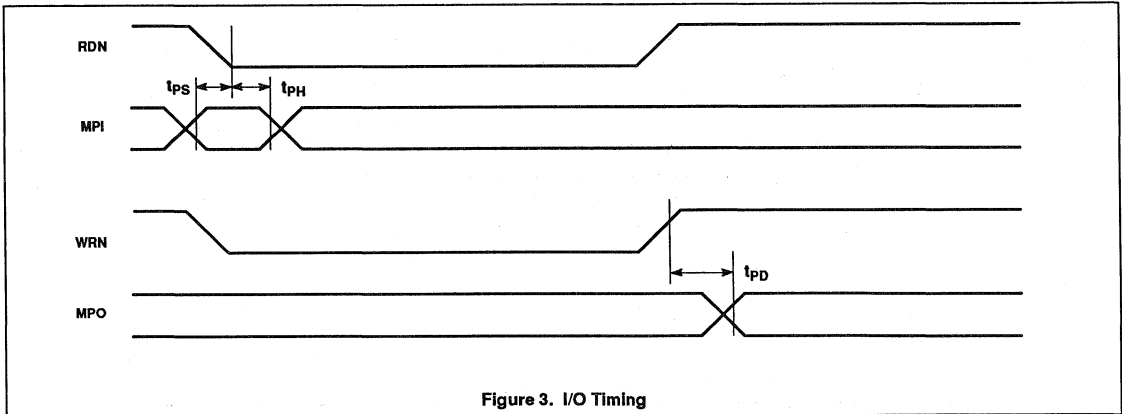 RDN
tPS
tPH
MPI
WRN
tPD
MPO
Figure 3. I/O Timing